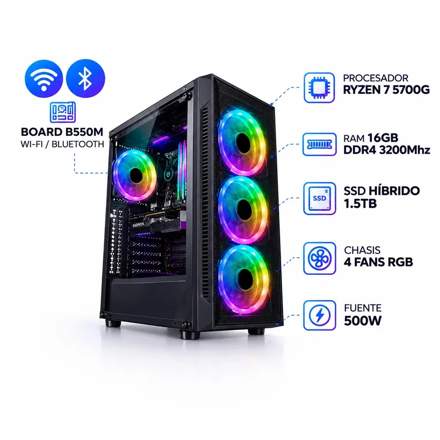 BOARD B550M
WI-FI / BLUETOOTH
PROCESADOR
RYZEN 7 5700G
RAM 16GB
DDR4 3200Mhz
SSD
SSD HÍBRIDO
1.5TB
CHASIS
4 FANS RGB
FUENTE
500W